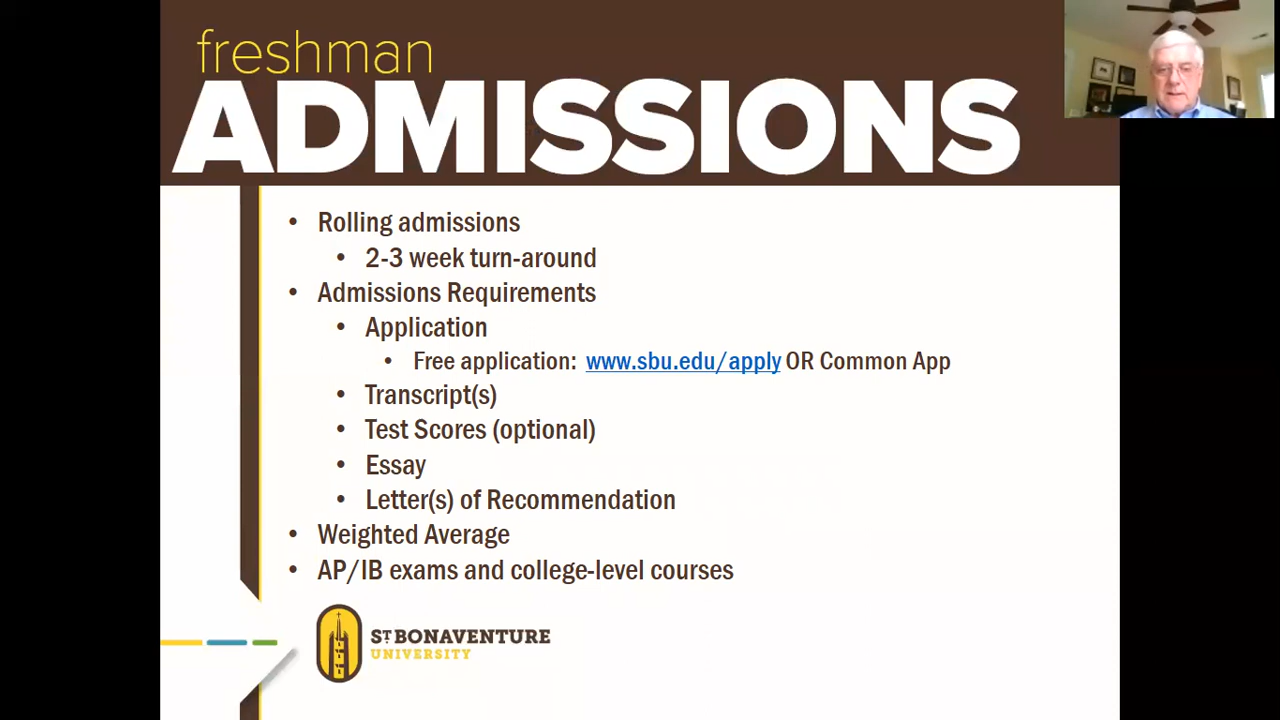 freshman
ADMISSIONS
• Rolling admissions
• 2-3 week turn-around
• Admissions Requirements
• Application
• Free application: www.sbu.edu/apply OR Common App
• Transcript(s)
• Test Scores (optional)
• Essay
• Letter(s) of Recommendation
• Weighted Average
• AP/IB exams and college-level courses
ST. BONAVENTURE
UNIVERSITY